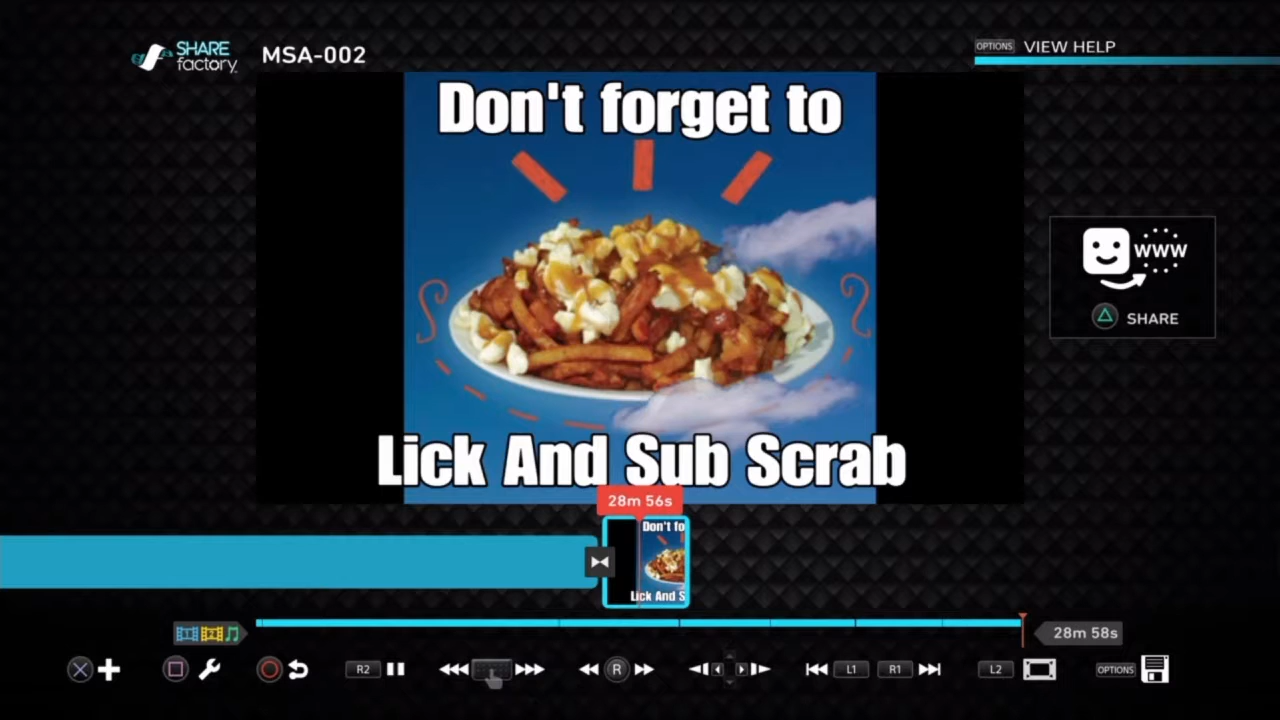 SHARE
factory
MSA-002
OPTIONS VIEW HELP
Don't forget to
Lick And Sub Scrab
WWW
SHARE
28m 56s
Don't fo
Lick And S
28m 58s
R2
R
L1
R1
L2
OPTIONS